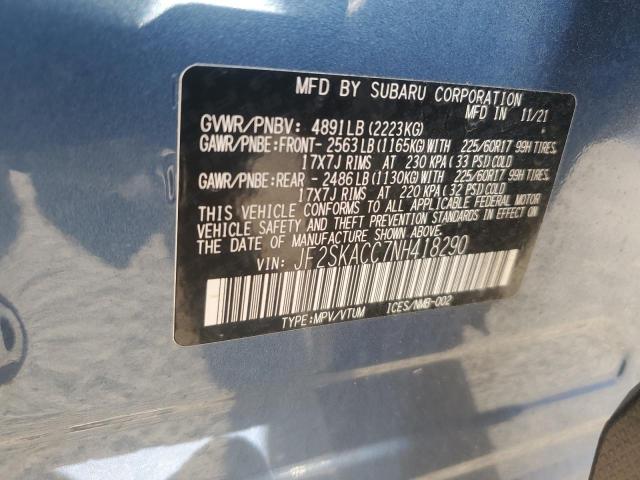 MFD BY SUBARU CORPORATION
MFD IN 11/21
GVWR/PNBV: 4891LB (2223KG)
GAWR/PNBE:FRONT- 2563LB (1165KG)WITH 225/60R17 99H TIRES,
17X7J RIMS AT 230 KPA (33 PSI)COLD
GAWR/PNBE:REAR - 2486LB (1130KG)WITH 225/60R17 99H TIRES,
17X7J RIMS AT 220 KPA (32 PSI)COLD
THIS VEHICLE CONFORMS TO ALL APPLICABLE FEDERAL MOTOR
VEHICLE SAFETY AND THEFT PREVENTION STANDARDS IN EFFECT
ON THE DATE OF MANUFACTURE SHOWN ABOVE.
VIN: JF2SKACC7NH418290
TYPE:MPV/VTUM ICES/NMB-002